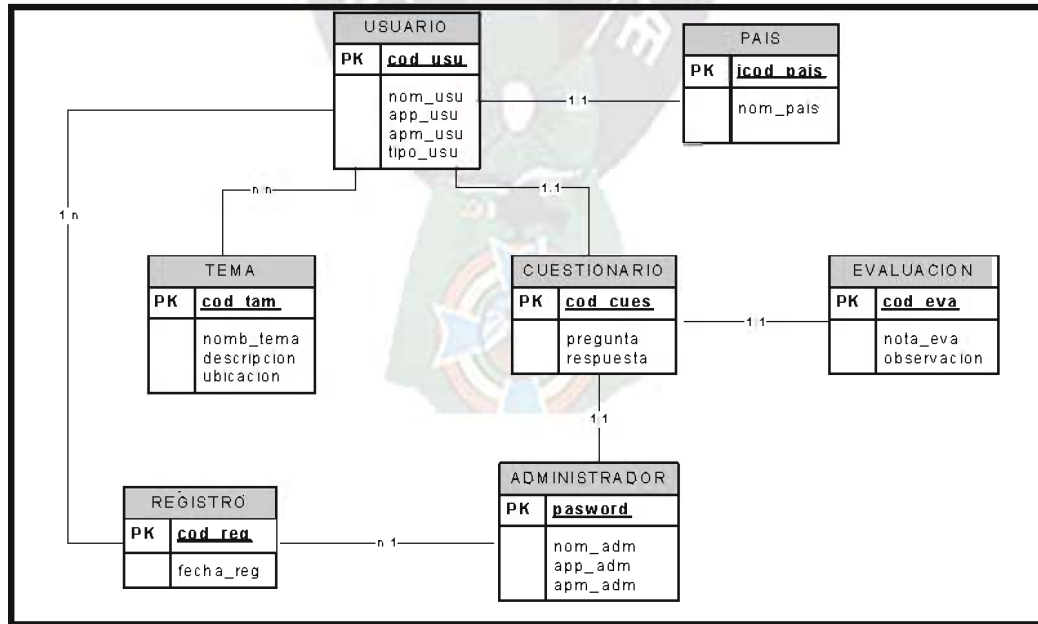 USUARIO
PK cod_usu
nom_usu
app_usu
apm_usu
tipo_usu
PAIS
PK icod_pais
nom_pais
1.1
1.1
n n
1 n
TEMA
PK cod_tam
nomb_tema
descripcion
ubicacion
CUESTIONARIO
PK cod_cues
pregunta
respuesta
EVALUACION
PK cod_eva
nota_eva
observacion
1.1
1.1
REGISTRO
PK cod_reg
fecha_reg
n 1
ADMINISTRADOR
PK pasword
nom_adm
app_adm
apm_adm